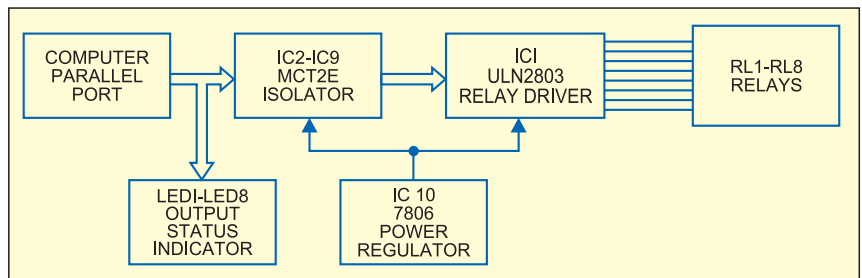 COMPUTER
PARALLEL
PORT
IC2-IC9
MCT2E
ISOLATOR
ICI
ULN2803
RELAY DRIVER
RL1-RL8
RELAYS
LEDI-LED8
OUTPUT
STATUS
INDICATOR
IC 10
7806
POWER
REGULATOR